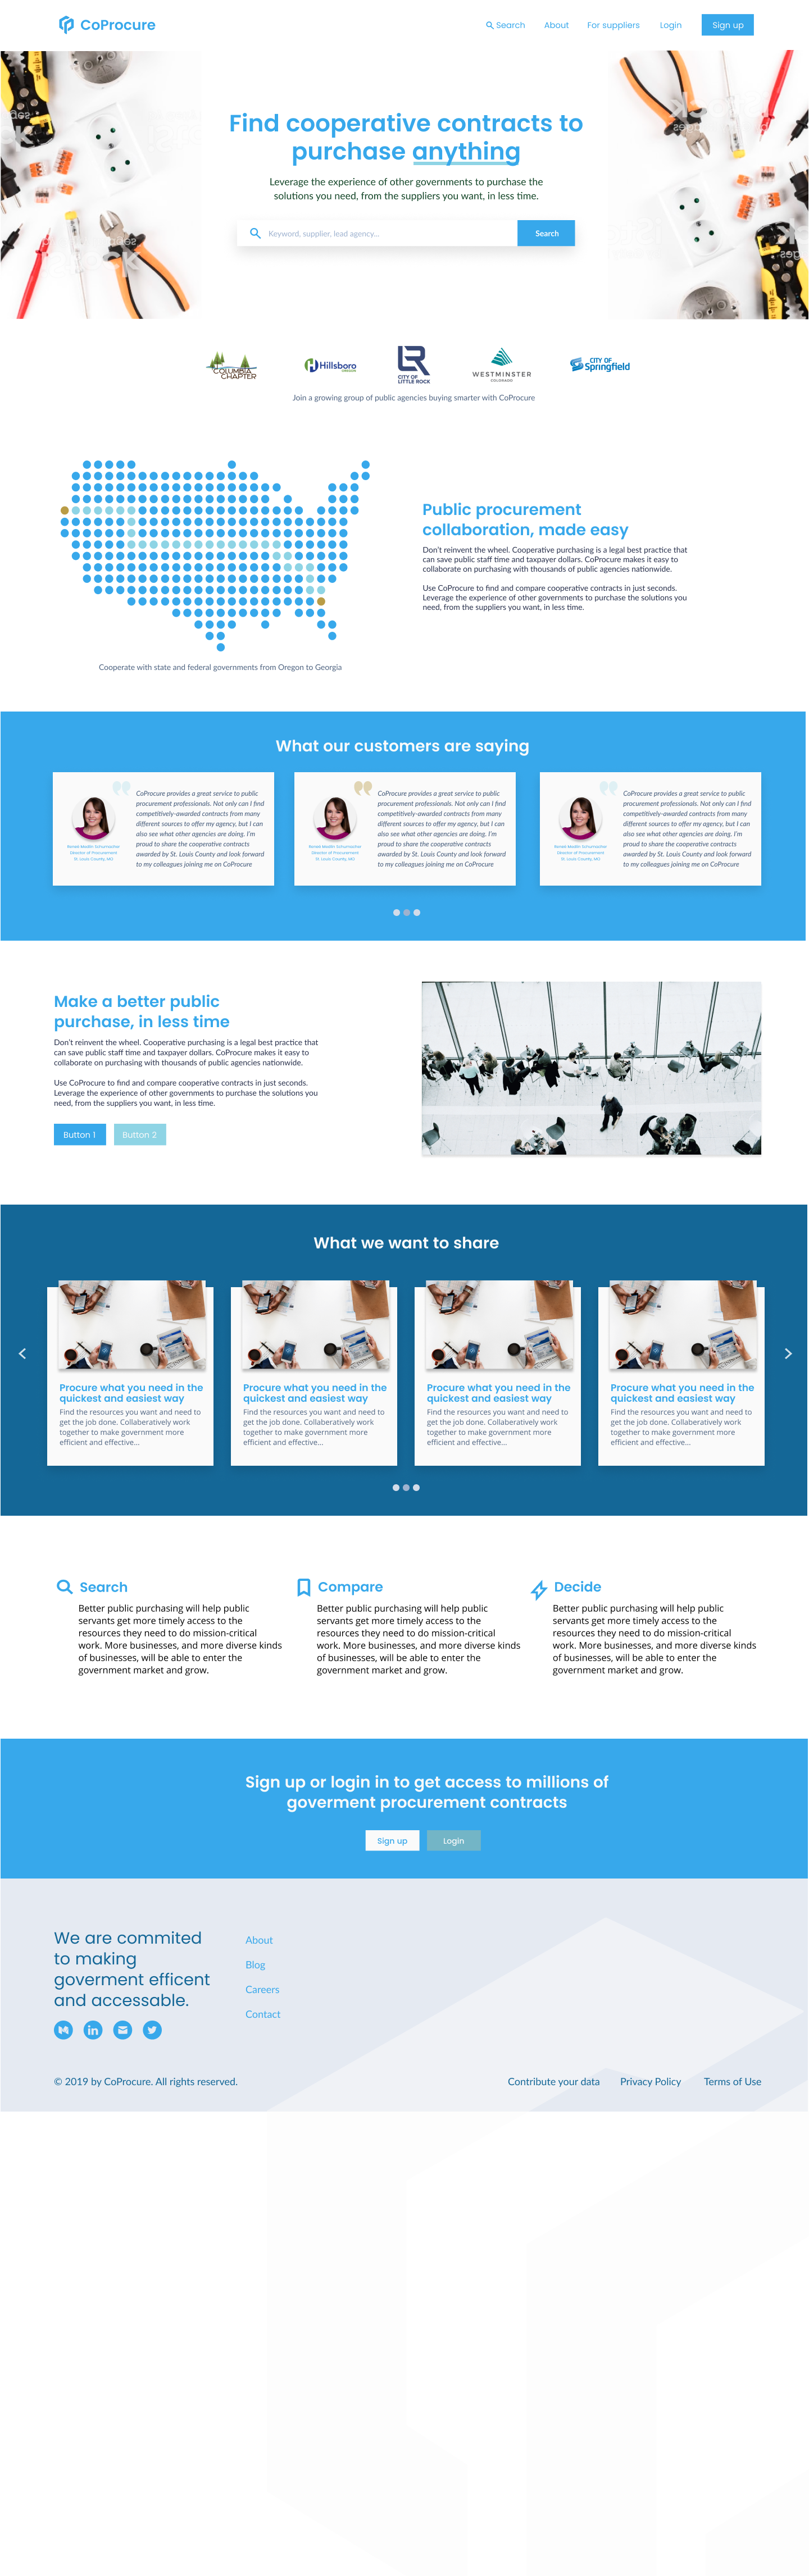 CoProcure
Search
About
For suppliers
Login
Sign up
Find cooperative contracts to
purchase anything
Leverage the experience of other governments to purchase the
solutions you need, from the suppliers you want, in less time.
Keyword, supplier, lead agency...
Search
COLUMBIA
CHAPTER
Hillsboro
OREGON
LR
CITY OF
LITTLE ROCK
WESTMINSTER
COLORADO
CITY OF
Springfield
Join a growing group of public agencies buying smarter with CoProcure
Public procurement
collaboration, made easy
Don't reinvent the wheel. Cooperative purchasing is a legal best practice that
can save public staff time and taxpayer dollars. CoProcure makes it easy to
collaborate on purchasing with thousands of public agencies nationwide.
Use CoProcure to find and compare cooperative contracts in just seconds.
Leverage the experience of other governments to purchase the solutions you
need, from the suppliers you want, in less time.
Cooperate with state and federal governments from Oregon to Georgia
What our customers are saying
CoProcure provides a great service to public
procurement professionals. Not only can I find
competitively-awarded contracts from many
different sources to offer my agency, but I can
also see what other agencies are doing. I'm
proud to share the cooperative contracts
awarded by St. Louis County and look forward
to my colleagues joining me on CoProcure
Director of Procurement
St. Louis County, MO
CoProcure provides a great service to public
procurement professionals. Not only can I find
competitively-awarded contracts from many
different sources to offer my agency, but I can
also see what other agencies are doing. I'm
proud to share the cooperative contracts
awarded by St. Louis County and look forward
to my colleagues joining me on CoProcure
Director of Procurement
St. Louis County, MO
CoProcure provides a great service to public
procurement professionals. Not only can I find
competitively-awarded contracts from many
different sources to offer my agency, but I can
also see what other agencies are doing. I'm
proud to share the cooperative contracts
awarded by St. Louis County and look forward
to my colleagues joining me on CoProcure
Director of Procurement
St. Louis County, MO
Make a better public
purchase, in less time
Don't reinvent the wheel. Cooperative purchasing is a legal best practice that
can save public staff time and taxpayer dollars. CoProcure makes it easy to
collaborate on purchasing with thousands of public agencies nationwide.
Use CoProcure to find and compare cooperative contracts in just seconds.
Leverage the experience of other governments to purchase the solutions you
need, from the suppliers you want, in less time.
Button 1
Button 2
What we want to share
Procure what you need in the
quickest and easiest way
Find the resources you want and need to
get the job done. Collaberatively work
together to make government more
efficient and effective...
Procure what you need in the
quickest and easiest way
Find the resources you want and need to
get the job done. Collaberatively work
together to make government more
efficient and effective...
Procure what you need in the
quickest and easiest way
Find the resources you want and need to
get the job done. Collaberatively work
together to make government more
efficient and effective...
Procure what you need in the
quickest and easiest way
Find the resources you want and need to
get the job done. Collaberatively work
together to make government more
efficient and effective...
Search
Better public purchasing will help public
servants get more timely access to the
resources they need to do mission-critical
work. More businesses, and more diverse kinds
of businesses, will be able to enter the
government market and grow.
Compare
Better public purchasing will help public
servants get more timely access to the
resources they need to do mission-critical
work. More businesses, and more diverse kinds
of businesses, will be able to enter the
government market and grow.
Decide
Better public purchasing will help public
servants get more timely access to the
resources they need to do mission-critical
work. More businesses, and more diverse kinds
of businesses, will be able to enter the
government market and grow.
Sign up or login in to get access to millions of
goverment procurement contracts
Sign up
Login
We are commited
to making
goverment efficent
and accessable.
About
Blog
Careers
Contact
in
© 2019 by CoProcure. All rights reserved.
Contribute your data
Privacy Policy
Terms of Use